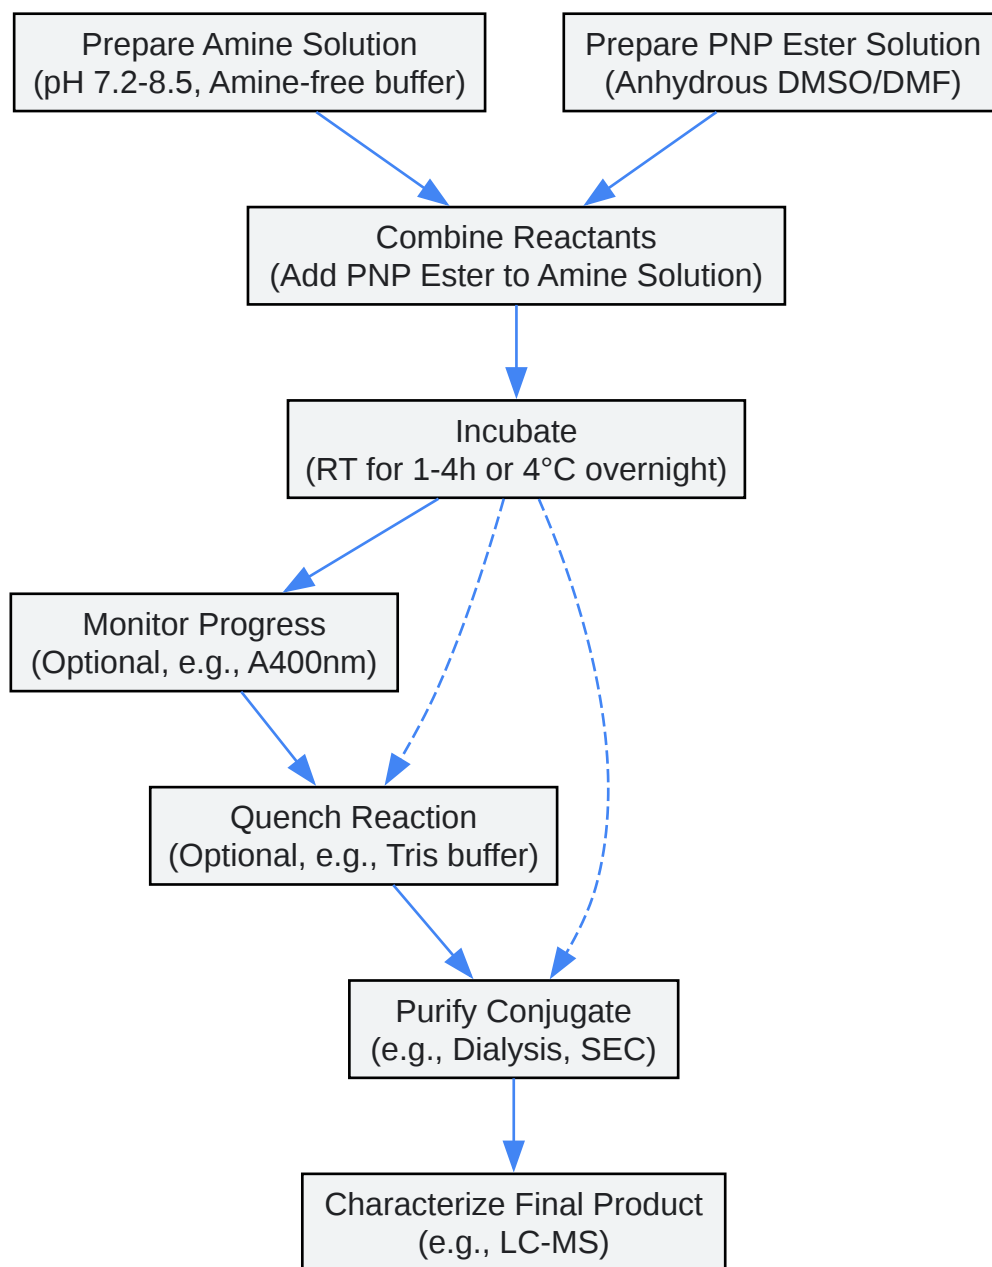 Prepare Amine Solution
(pH 7.2-8.5, Amine-free buffer)
Prepare PNP Ester Solution
(Anhydrous DMSO/DMF)
Combine Reactants
(Add PNP Ester to Amine Solution)
Incubate
(RT for 1-4h or 4°C overnight)
Monitor Progress
(Optional, e.g., A400nm)
Quench Reaction
(Optional, e.g., Tris buffer)
Purify Conjugate
(e.g., Dialysis, SEC)
Characterize Final Product
(e.g., LC-MS)